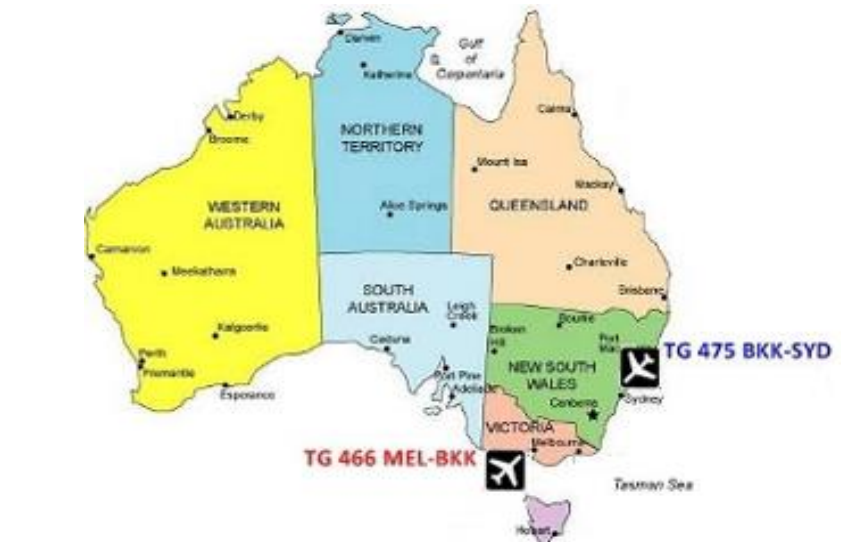 Darwin
Gulf
of
Carpentaria
Katherine
NORTHERN
TERRITORY
Cairns
Derby
Broome
Mount Isa
Mackay
WESTERN
AUSTRALIA
Alice Springs
QUEENSLAND
Carnarvon
Meekatharra
Charleville
Brisbane
SOUTH
AUSTRALIA
Leigh
Creek
Bourke
Kalgoorlie
Ceduna
Broken
Hill
Port
Mac
TG 475 BKK-SYD
Perth
Fremantle
NEW SOUTH
WALES
Port Pirie
Adelaide
Esperance
Canberra
Sydney
VICTORIA
Melbourne
TG 466 MEL-BKK
Tasman Sea
Hobart